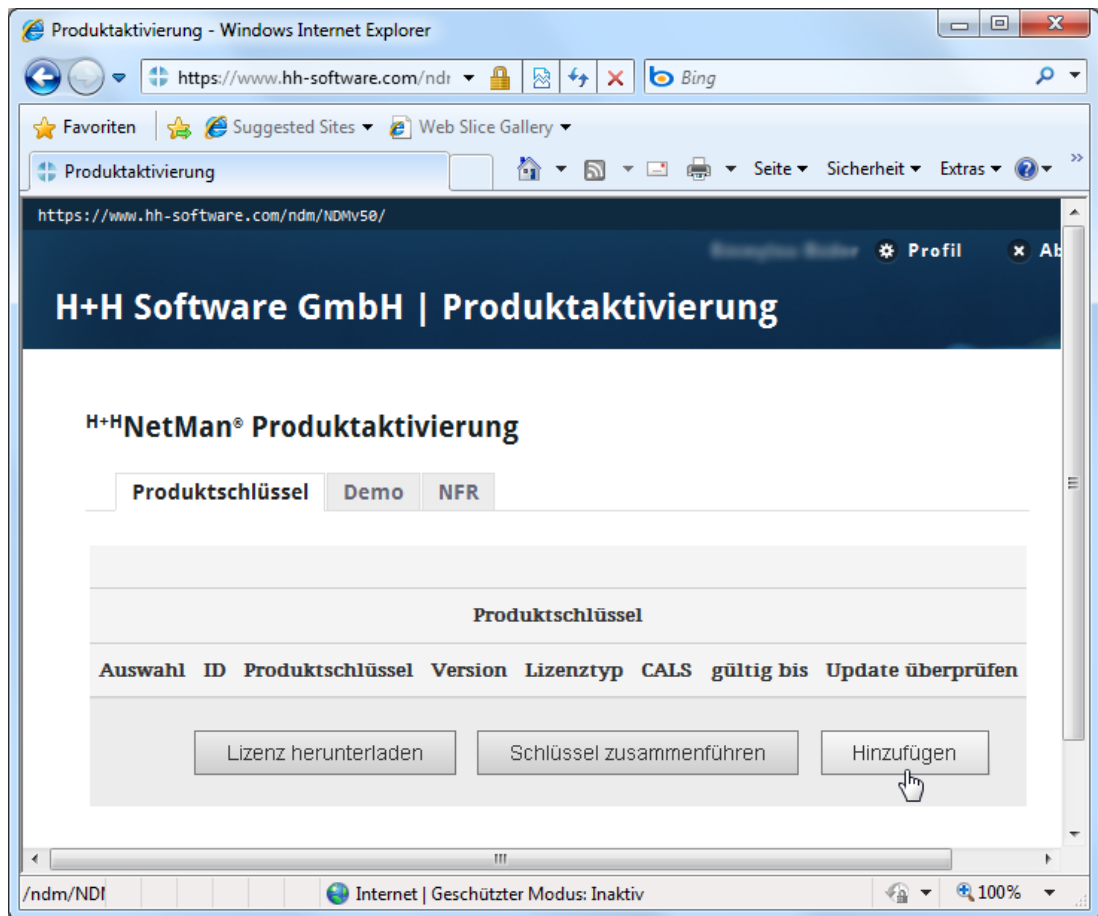 Produktaktivierung - Windows Internet Explorer
https://www.hh-software.com/ndr
Bing
Favoriten Suggested Sites Web Slice Gallery
Produktaktivierung Seite Sicherheit Extras »
https://www.hh-software.com/ndm/NDMv50/
Profil Ab
H+H Software GmbH | Produktaktivierung
H+HNetMan® Produktaktivierung
Produktschlüssel Demo NFR
Produktschlüssel
Auswahl ID Produktschlüssel Version Lizenztyp CALS gültig bis Update überprüfen
Lizenz herunterladen Schlüssel zusammenführen Hinzufügen
/ndm/NDM Internet | Geschützter Modus: Inaktiv 100%